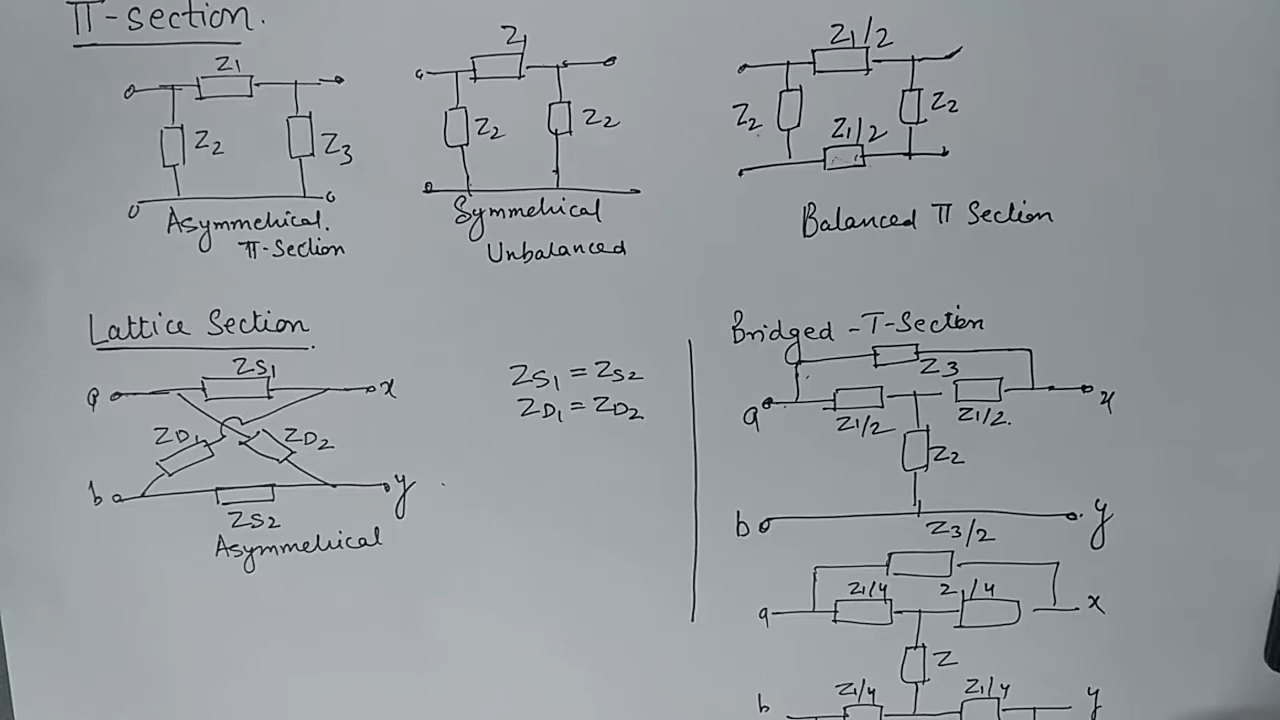 π-section.
Z1
Z2
Z3
Asymmetrical.
π-Section
Z1
Z2
Z2
Symmetrical
Unbalanced
Z1/2
Z2
Z2
Z1/2
Balanced π Section
Lattice Section
ZS1
a
x
ZD1
ZD2
b
y
ZS2
Asymmetrical
ZS1 = ZS2
ZD1 = ZD2
Bridged-T-Section
Z3
a
x
Z1/2
Z1/2.
Z2
b
y
Z3/2
Z1/4
Z1/4
a
x
Z
Z1/4
Z1/4
b
y